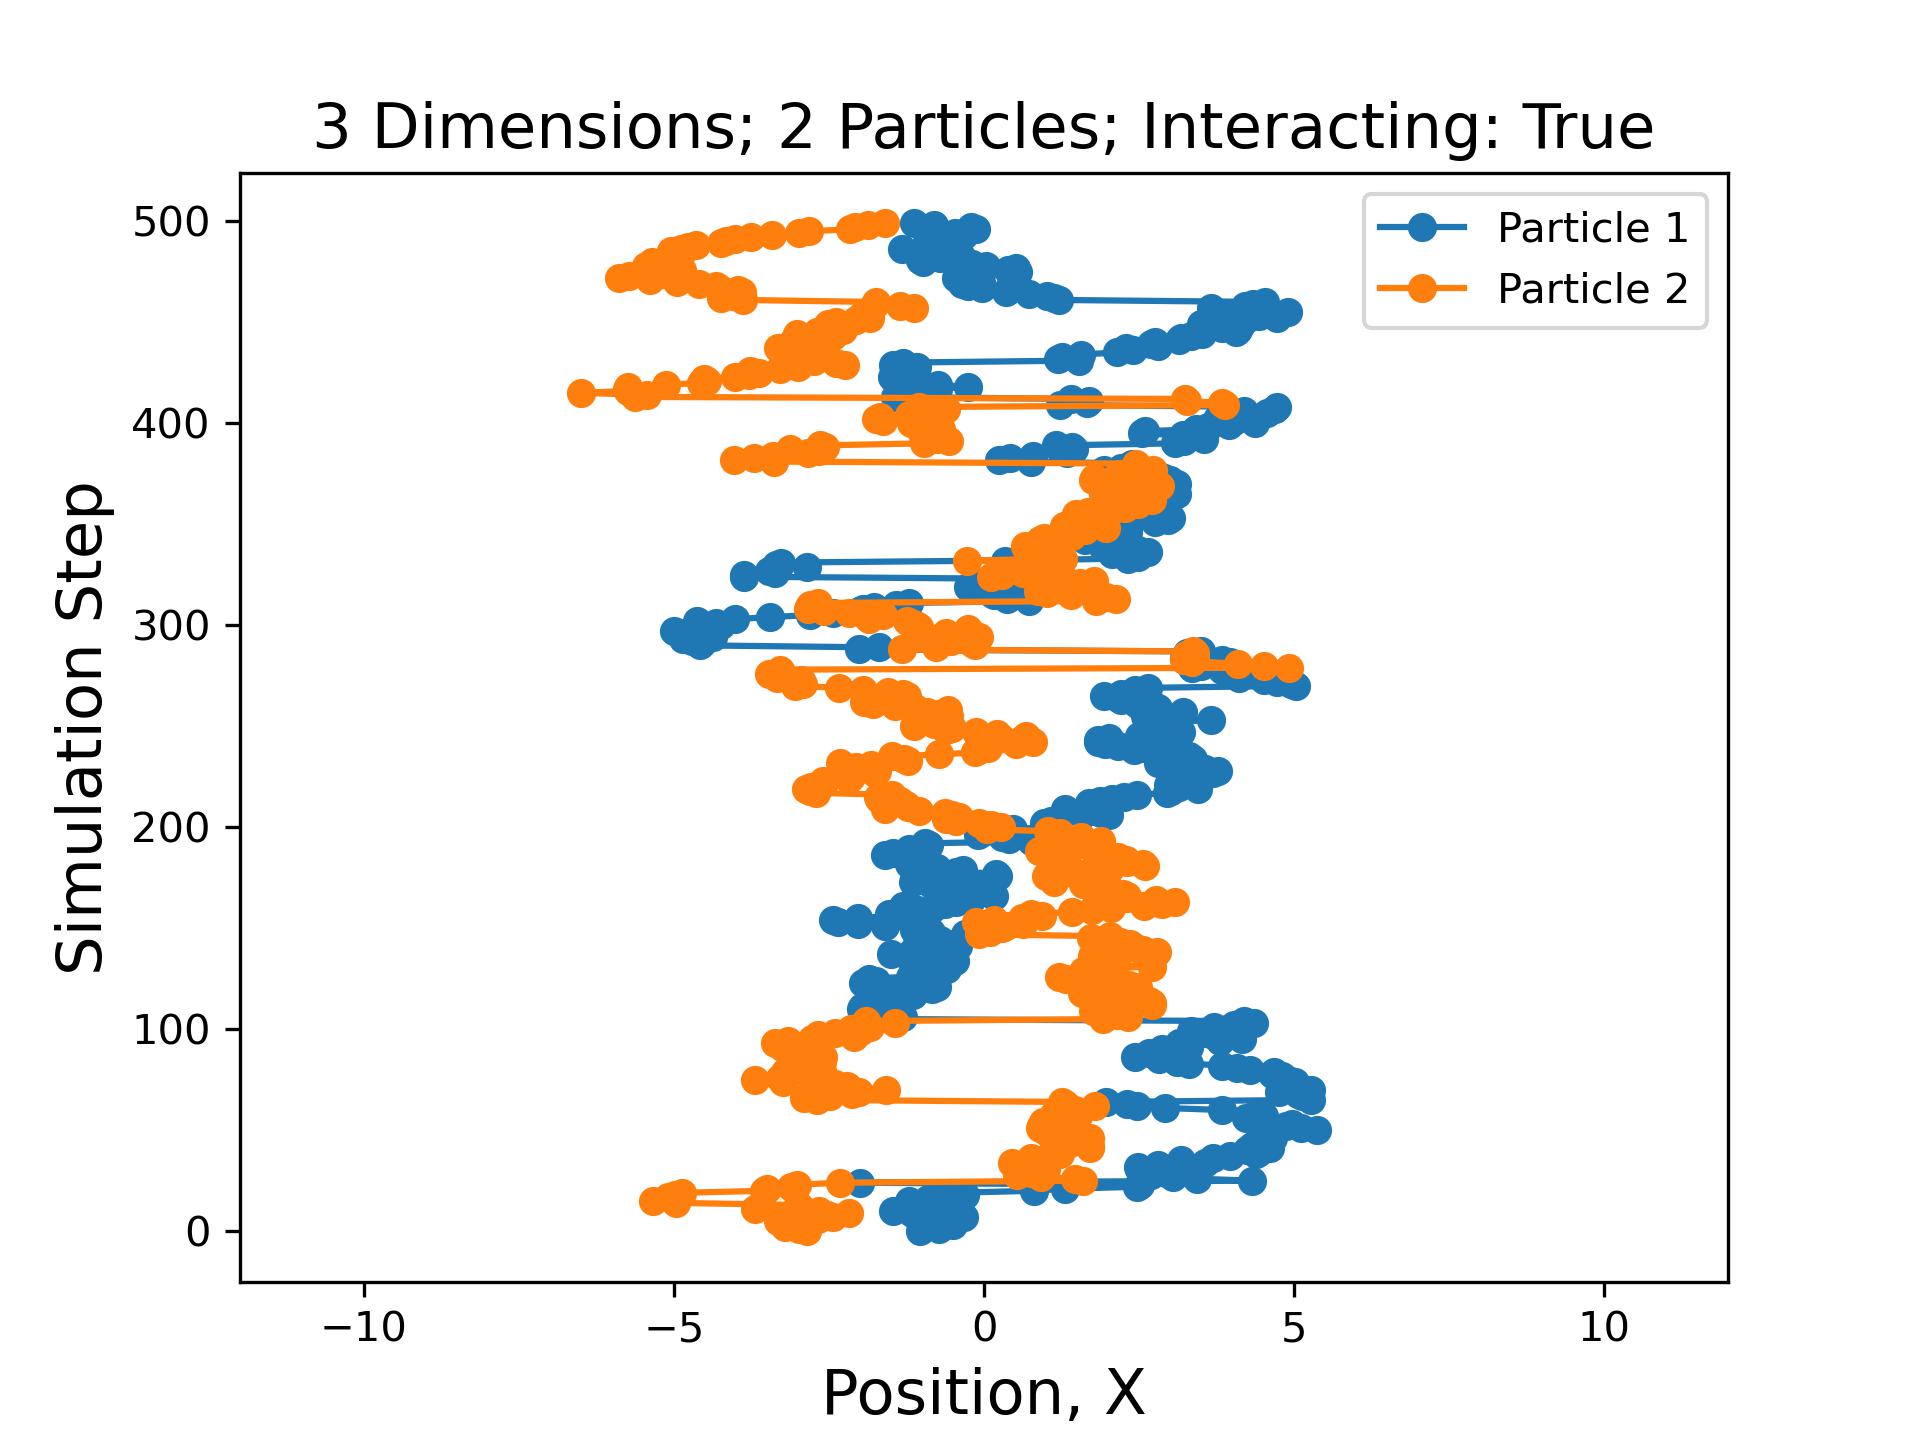 3 Dimensions; 2 Particles; Interacting: True
Particle 1
Particle 2
500
400
300
200
100
0
Simulation Step
−10
−5
0
5
10
Position, X